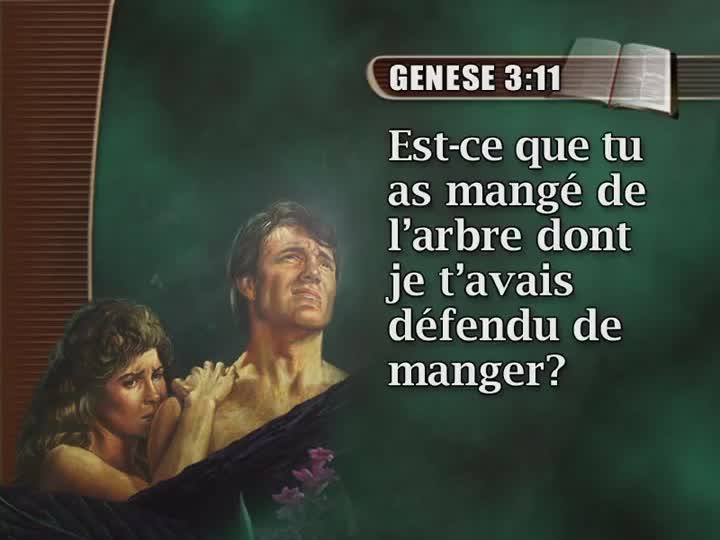 GENESE 3:11
Est-ce que tu
as mangé de
l’arbre dont
je t’avais
défendu de
manger?